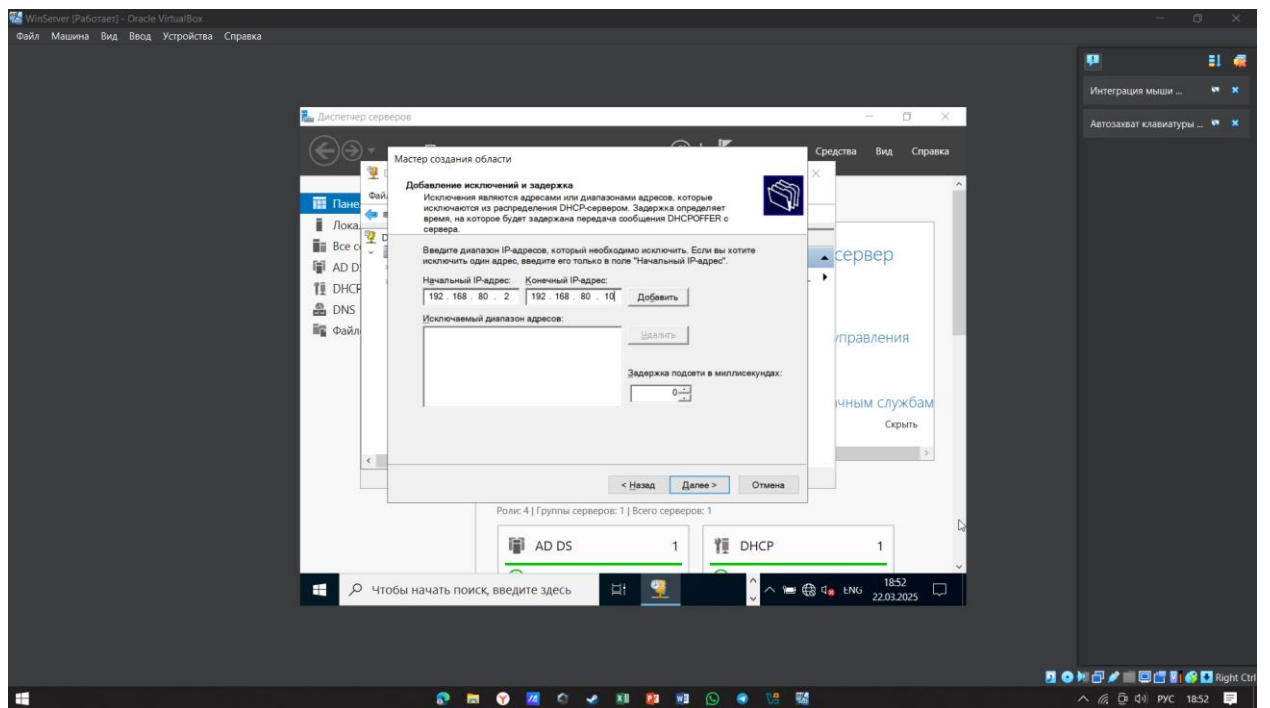 WinServer [Работает] - Oracle VirtualBox
Файл Машина Вид Ввод Устройства Справка
Интеграция мыши ...
Автозахват клавиатуры ...
Диспетчер серверов
Средства Вид Справка
Мастер создания области
Добавление исключений и задержка
Исключения являются адресами или диапазонами адресов, которые
исключаются из распределения DHCP-сервером. Задержка определяет
время, на которое будет задержана передача сообщения DHCPOFFER с
сервера.
Введите диапазон IP-адресов, который необходимо исключить. Если вы хотите
исключить один адрес, введите его только в поле "Начальный IP-адрес".
Начальный IP-адрес: Конечный IP-адрес:
192 . 168 . 80 . 2 192 . 168 . 80 . 10 Добавить
Исключаемый диапазон адресов:
Удалить
Задержка подсети в миллисекундах:
0
< Назад Далее > Отмена
Файл
Пане
Лока
Все с
AD D
DHCP
DNS
Файл
сервер
управления
ачным службам
Скрыть
Роли: 4 | Группы серверов: 1 | Всего серверов: 1
AD DS 1 DHCP 1
Чтобы начать поиск, введите здесь
ENG
18:52
22.03.2025
Right Ctrl
РУС 18:52